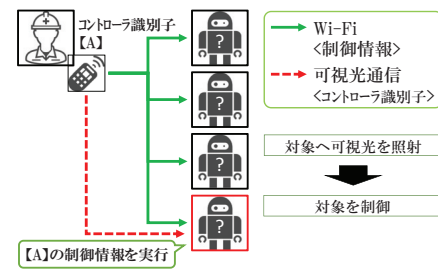 コントローラ識別子
【A】
?
?
?
?
【A】の制御情報を実行
Wi-Fi
<制御情報>
可視光通信
<コントローラ識別子>
対象へ可視光を照射
対象を制御